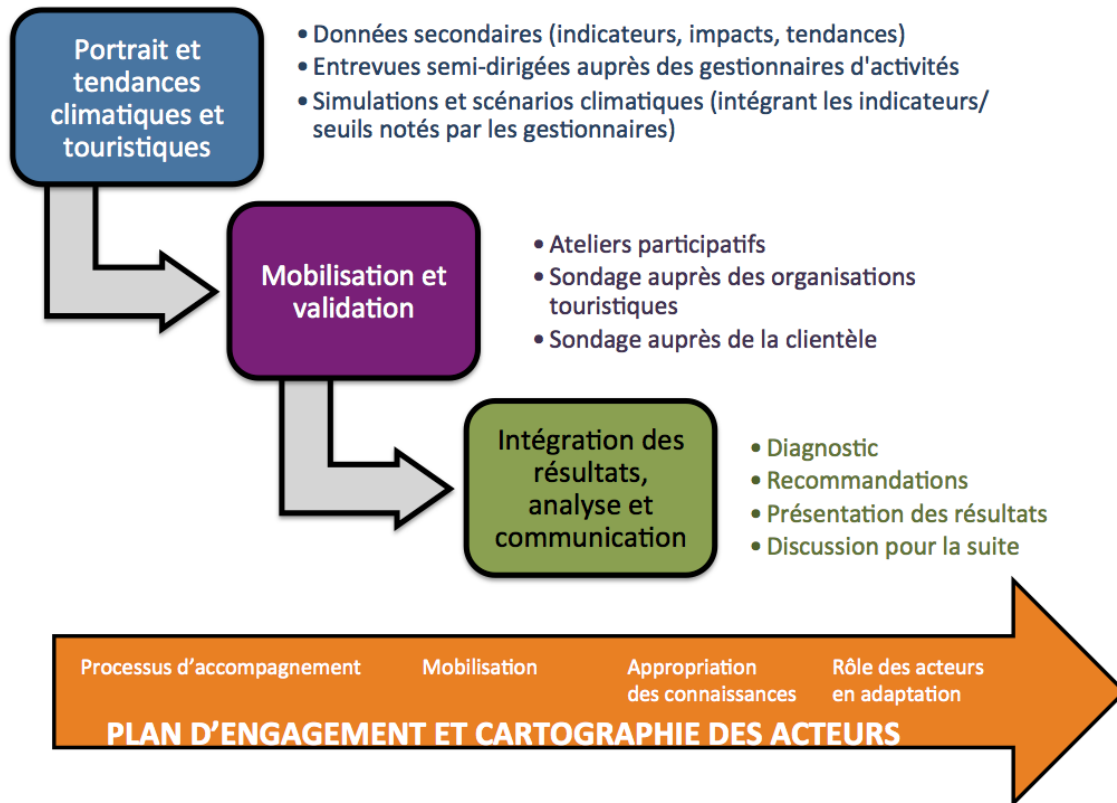 Portrait et
tendances
climatiques et
touristiques
• Données secondaires (indicateurs, impacts, tendances)
• Entrevues semi-dirigées auprès des gestionnaires d'activités
• Simulations et scénarios climatiques (intégrant les indicateurs/
seuils notés par les gestionnaires)
Mobilisation et
validation
• Ateliers participatifs
• Sondage auprès des organisations
touristiques
• Sondage auprès de la clientèle
Intégration des
résultats,
analyse et
communication
• Diagnostic
• Recommandations
• Présentation des résultats
• Discussion pour la suite
Processus d’accompagnement
Mobilisation
Appropriation
des connaissances
Rôle des acteurs
en adaptation
PLAN D’ENGAGEMENT ET CARTOGRAPHIE DES ACTEURS